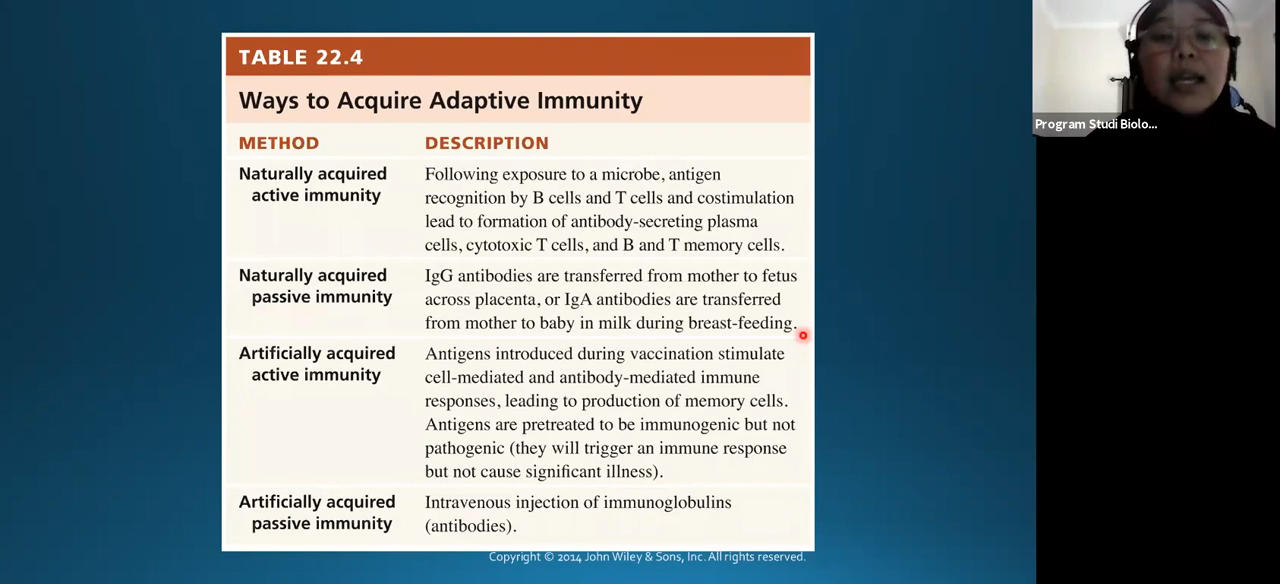 TABLE 22.4
Ways to Acquire Adaptive Immunity
METHOD DESCRIPTION
Naturally acquired
active immunity
Following exposure to a microbe, antigen
recognition by B cells and T cells and costimulation
lead to formation of antibody-secreting plasma
cells, cytotoxic T cells, and B and T memory cells.
Naturally acquired
passive immunity
IgG antibodies are transferred from mother to fetus
across placenta, or IgA antibodies are transferred
from mother to baby in milk during breast-feeding.
Artificially acquired
active immunity
Antigens introduced during vaccination stimulate
cell-mediated and antibody-mediated immune
responses, leading to production of memory cells.
Antigens are pretreated to be immunogenic but not
pathogenic (they will trigger an immune response
but not cause significant illness).
Artificially acquired
passive immunity
Intravenous injection of immunoglobulins
(antibodies).
Copyright © 2014 John Wiley & Sons, Inc. All rights reserved.
Program Studi Biolo...